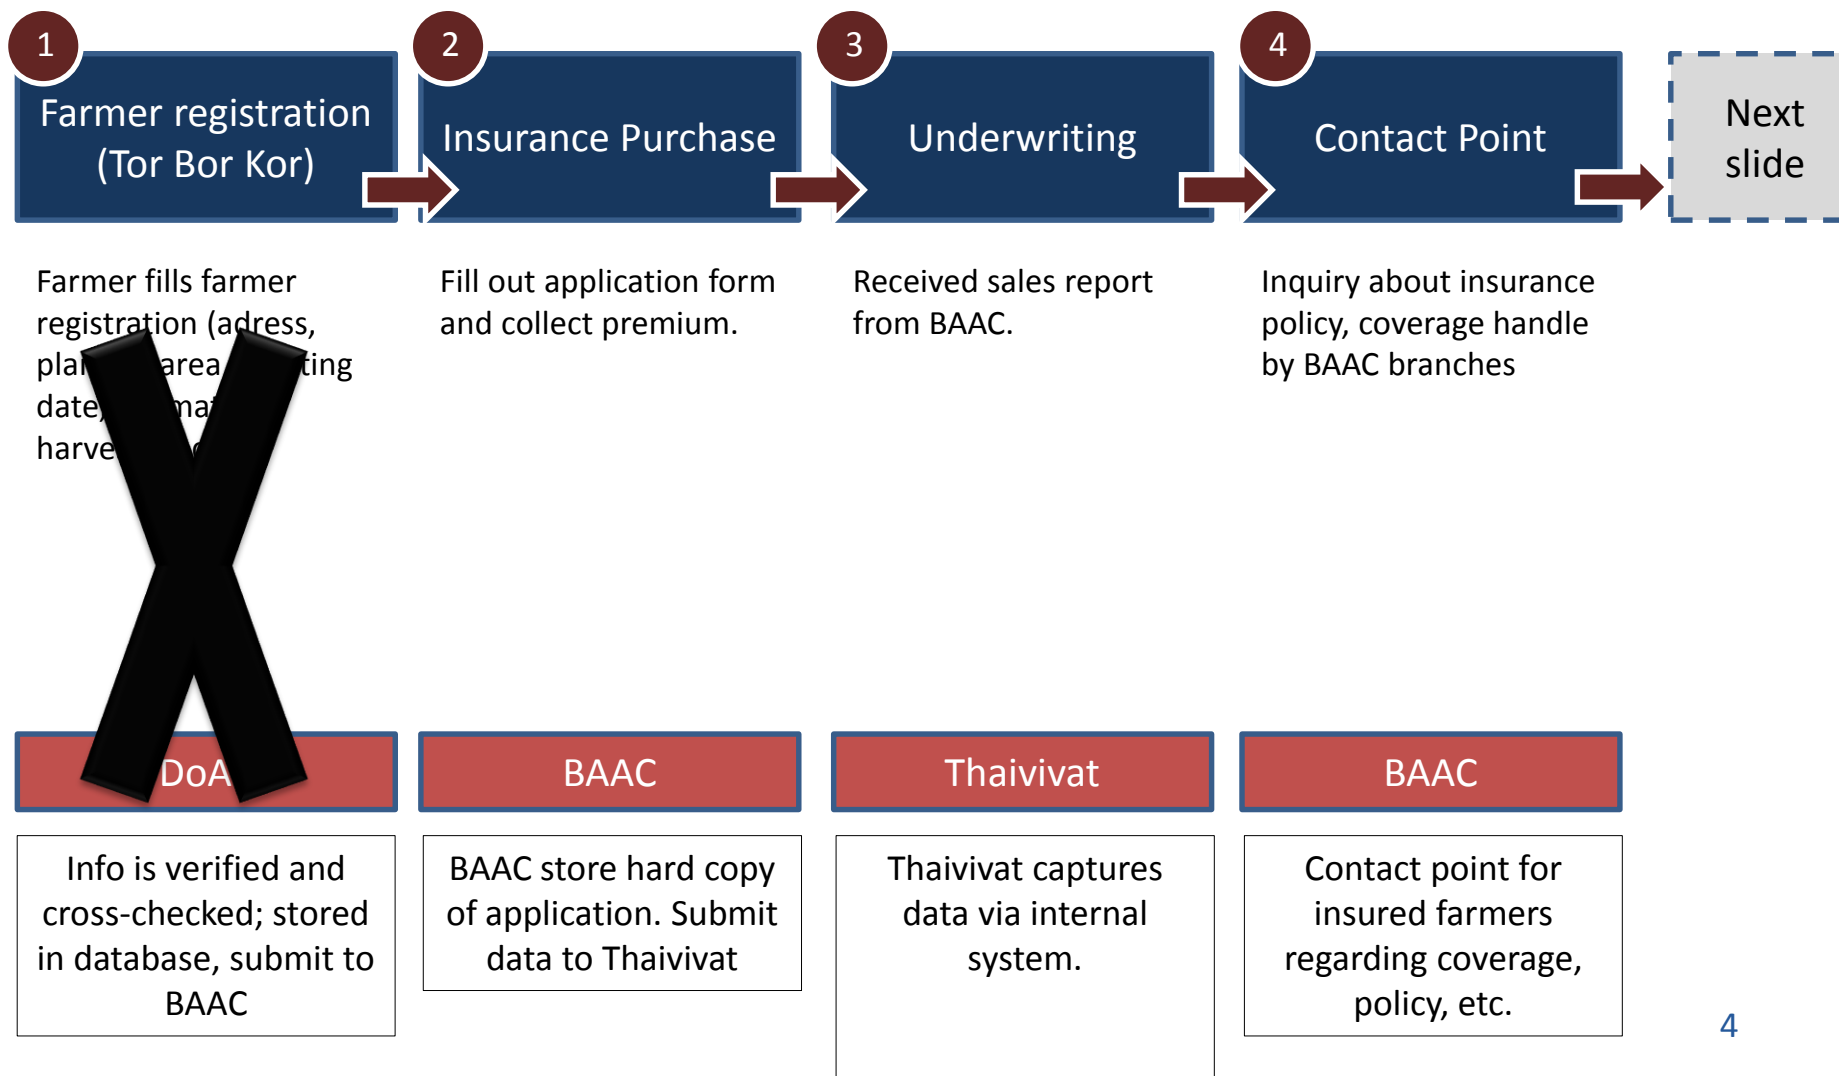 1
Farmer registration
(Tor Bor Kor)
2
Insurance Purchase
3
Underwriting
4
Contact Point
Next
slide
Farmer fills farmer
registration (adress,
area
date
harve
Fill out application form
and collect premium.
Received sales report
from BAAC.
Inquiry about insurance
policy, coverage handle
by BAAC branches
DoA
BAAC
Thaivivat
BAAC
Info is verified and
cross-checked; stored
in database, submit to
BAAC
BAAC store hard copy
of application. Submit
data to Thaivivat
Thaivivat captures
data via internal
system.
Contact point for
insured farmers
regarding coverage,
policy, etc.
4